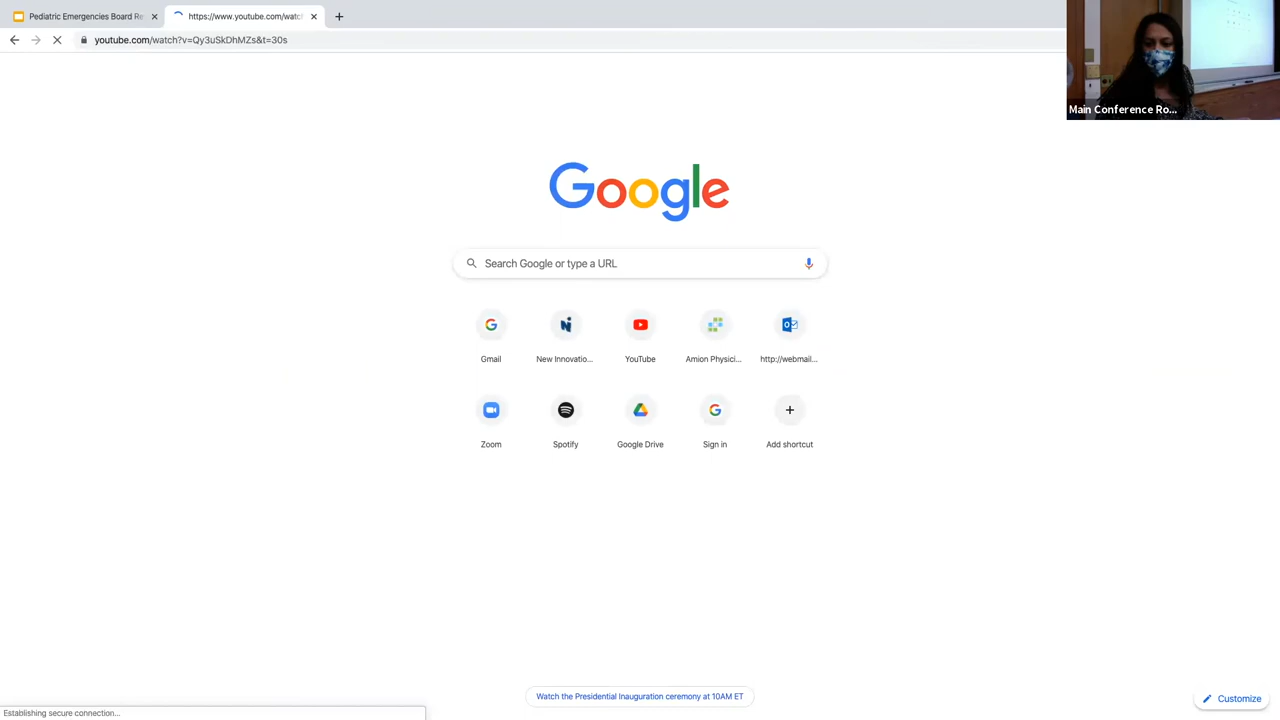 Pediatric Emergencies Board Re
https://www.youtube.com/watc
youtube.com/watch?v=Qy3uSkDhMZs&t=30s
Main Conference Ro...
Google
Search Google or type a URL
Gmail
New Innovatio...
YouTube
Amion Physici...
http://webmail...
Zoom
Spotify
Google Drive
Sign in
Add shortcut
Watch the Presidential Inauguration ceremony at 10AM ET
Customize
Establishing secure connection...